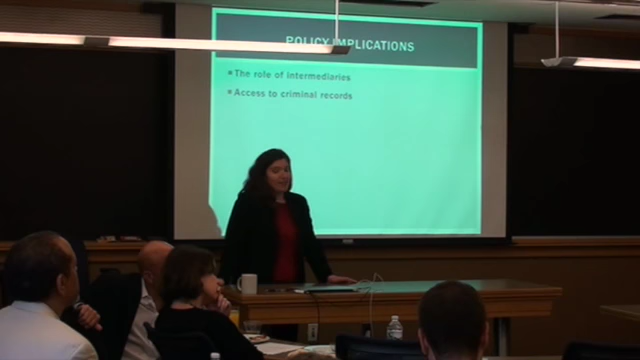 POLICY IMPLICATIONS
The role of intermediaries
Access to criminal records